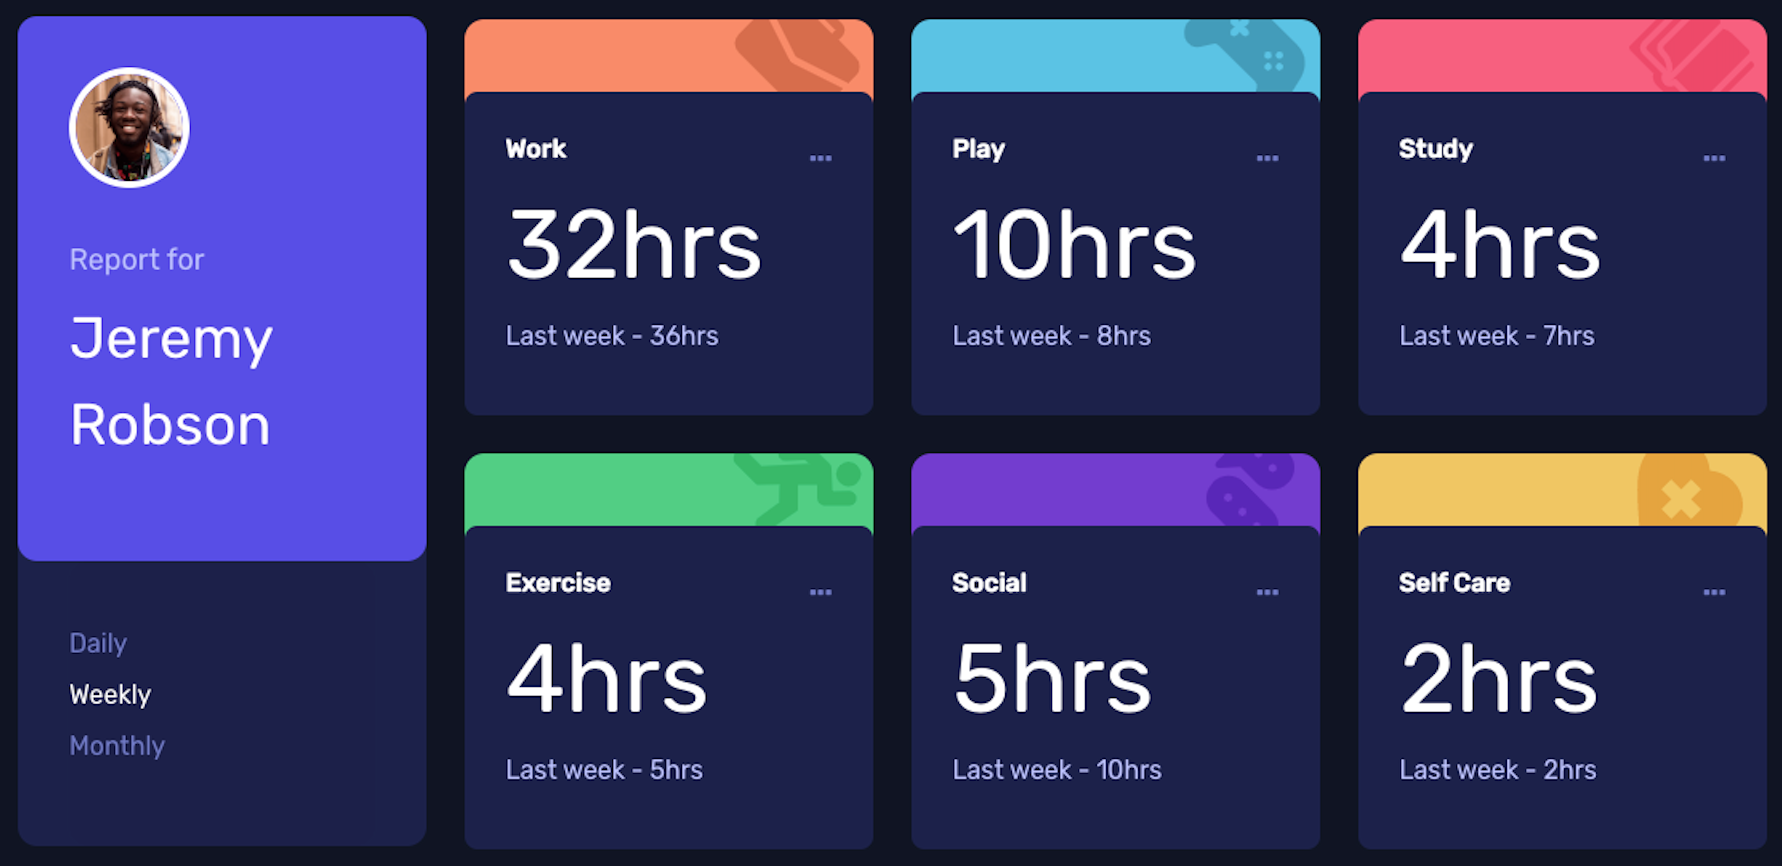 Report for
Jeremy
Robson
Daily
Weekly
Monthly
Work
32hrs
Last week - 36hrs
Play
10hrs
Last week - 8hrs
Study
4hrs
Last week - 7hrs
Exercise
4hrs
Last week - 5hrs
Social
5hrs
Last week - 10hrs
Self Care
2hrs
Last week - 2hrs